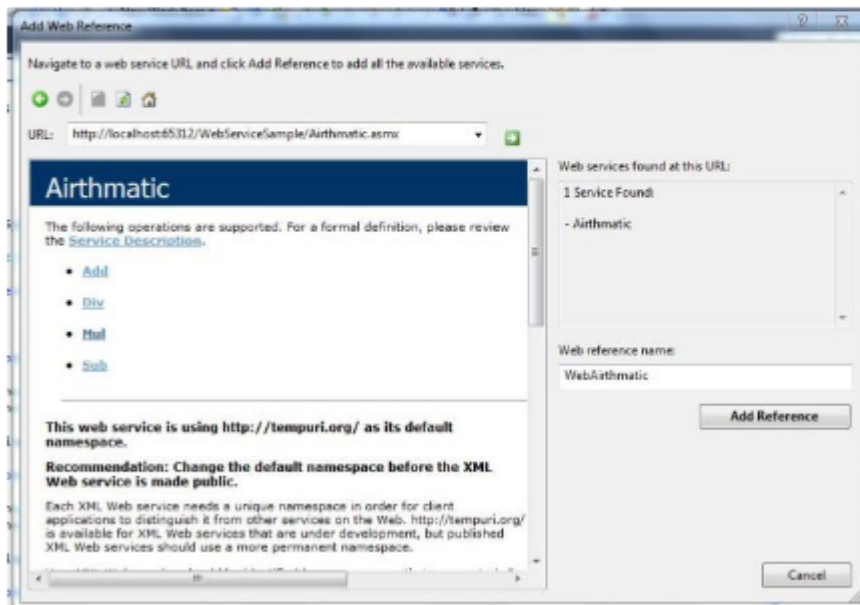 Add Web Reference
Navigate to a web service URL and click Add Reference to add all the available services.
URL:
http://localhost:65312/WebServiceSample/Airthmatic.asmx
Airthmatic
The following operations are supported. For a formal definition, please review
the Service Description.
• Add
• Div
• Mul
• Sub
This web service is using http://tempuri.org/ as its default
namespace.
Recommendation: Change the default namespace before the XML
Web service is made public.
Each XML Web service needs a unique namespace in order for client
applications to distinguish it from other services on the Web. http://tempuri.org/
is available for XML Web services that are under development, but published
XML Web services should use a more permanent namespace.
Web services found at this URL:
1 Service Found:
- Airthmatic
Web reference name:
WebAirthmatic
Add Reference
Cancel